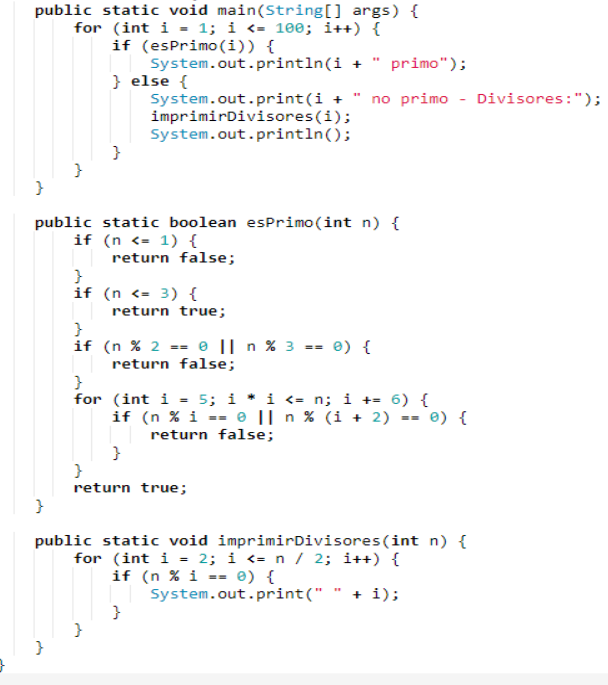 public static void main(String[] args) {
for (int i = 1; i <= 100; i++) {
if (esPrimo(i)) {
System.out.println(i + " primo");
} else {
System.out.print(i + " no primo - Divisores:");
imprimirDivisores(i);
System.out.println();
}
}
}
public static boolean esPrimo(int n) {
if (n <= 1) {
return false;
}
if (n <= 3) {
return true;
}
if (n % 2 == 0 || n % 3 == 0) {
return false;
}
for (int i = 5; i * i <= n; i += 6) {
if (n % i == 0 || n % (i + 2) == 0) {
return false;
}
}
return true;
}
public static void imprimirDivisores(int n) {
for (int i = 2; i <= n / 2; i++) {
if (n % i == 0) {
System.out.print(" " + i);
}
}
}
}